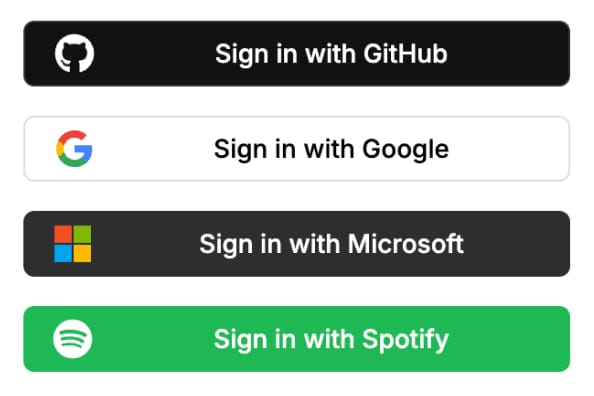 Sign in with GitHub
Sign in with Google
Sign in with Microsoft
Sign in with Spotify